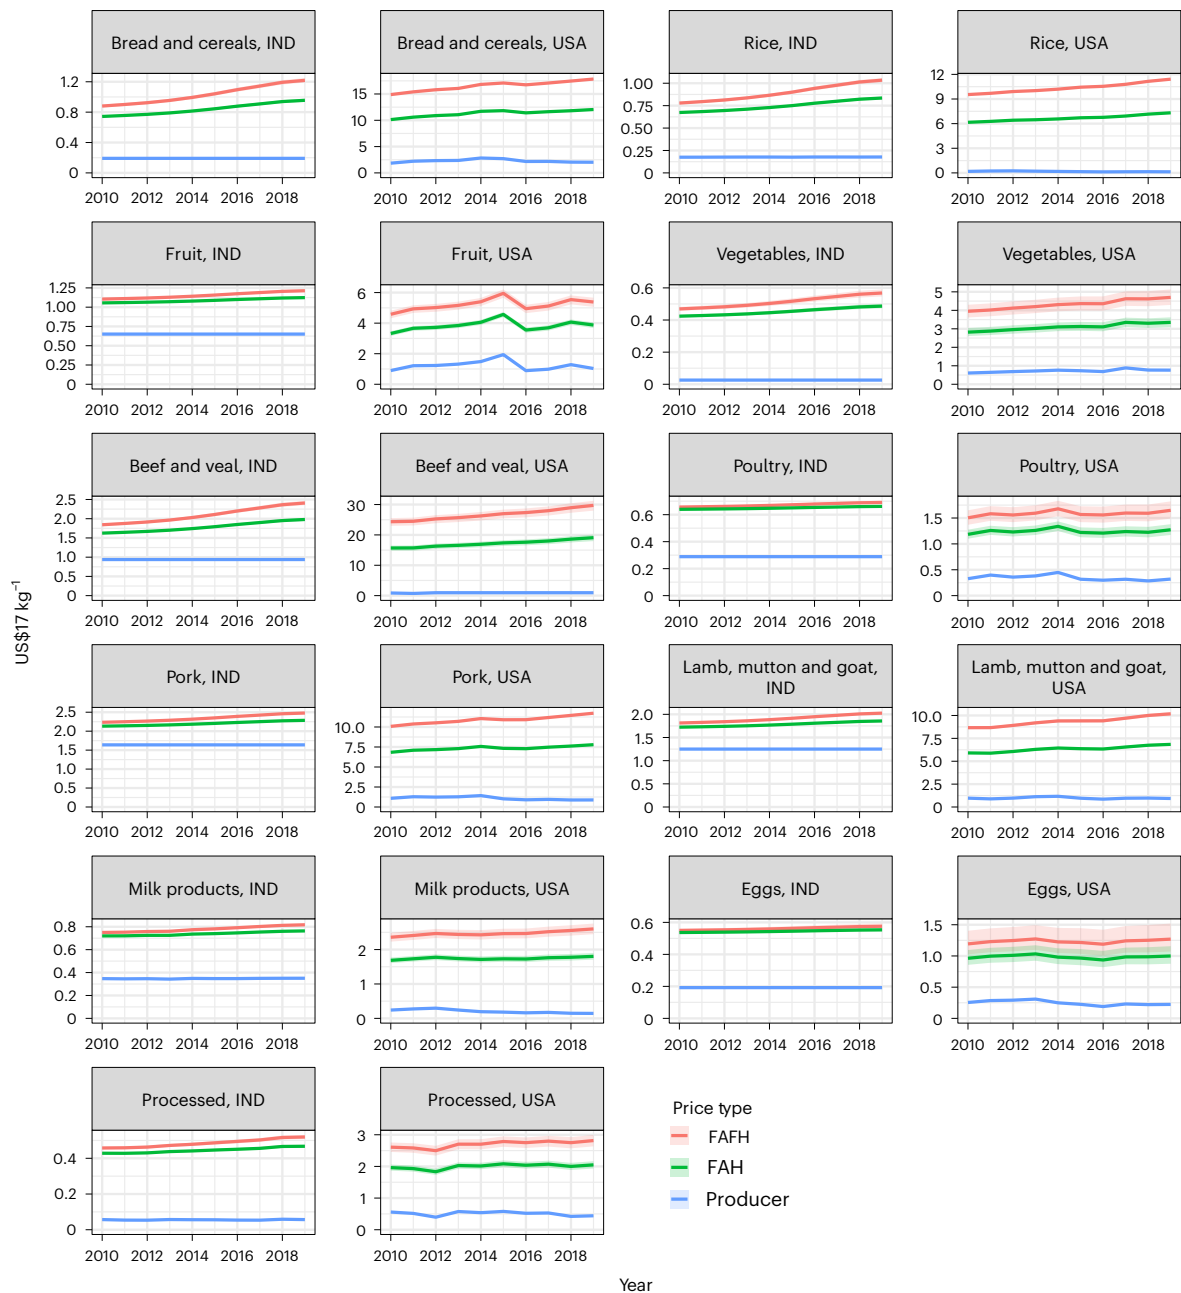 Bread and cereals, IND
1.2
0.8
0.4
0
2010 2012 2014 2016 2018
Bread and cereals, USA
15
10
5
0
2010 2012 2014 2016 2018
Rice, IND
1.00
0.75
0.50
0.25
0
2010 2012 2014 2016 2018
Rice, USA
12
9
6
3
0
2010 2012 2014 2016 2018
Fruit, IND
1.25
1.00
0.75
0.50
0.25
0
2010 2012 2014 2016 2018
Fruit, USA
6
4
2
0
2010 2012 2014 2016 2018
Vegetables, IND
0.6
0.4
0.2
0
2010 2012 2014 2016 2018
Vegetables, USA
5
4
3
2
1
0
2010 2012 2014 2016 2018
Beef and veal, IND
2.5
2.0
1.5
1.0
0.5
0
2010 2012 2014 2016 2018
Beef and veal, USA
30
20
10
0
2010 2012 2014 2016 2018
Poultry, IND
0.6
0.4
0.2
0
2010 2012 2014 2016 2018
Poultry, USA
1.5
1.0
0.5
0
2010 2012 2014 2016 2018
US$17 kg⁻¹
Pork, IND
2.5
2.0
1.5
1.0
0.5
0
2010 2012 2014 2016 2018
Pork, USA
10.0
7.5
5.0
2.5
0
2010 2012 2014 2016 2018
Lamb, mutton and goat,
IND
2.0
1.5
1.0
0.5
0
2010 2012 2014 2016 2018
Lamb, mutton and goat,
USA
10.0
7.5
5.0
2.5
0
2010 2012 2014 2016 2018
Milk products, IND
0.8
0.6
0.4
0.2
0
2010 2012 2014 2016 2018
Milk products, USA
2
1
0
2010 2012 2014 2016 2018
Eggs, IND
0.6
0.4
0.2
0
2010 2012 2014 2016 2018
Eggs, USA
1.5
1.0
0.5
0
2010 2012 2014 2016 2018
Processed, IND
0.4
0.2
0
2010 2012 2014 2016 2018
Processed, USA
3
2
1
0
2010 2012 2014 2016 2018
Price type
FAFH
FAH
Producer
Year